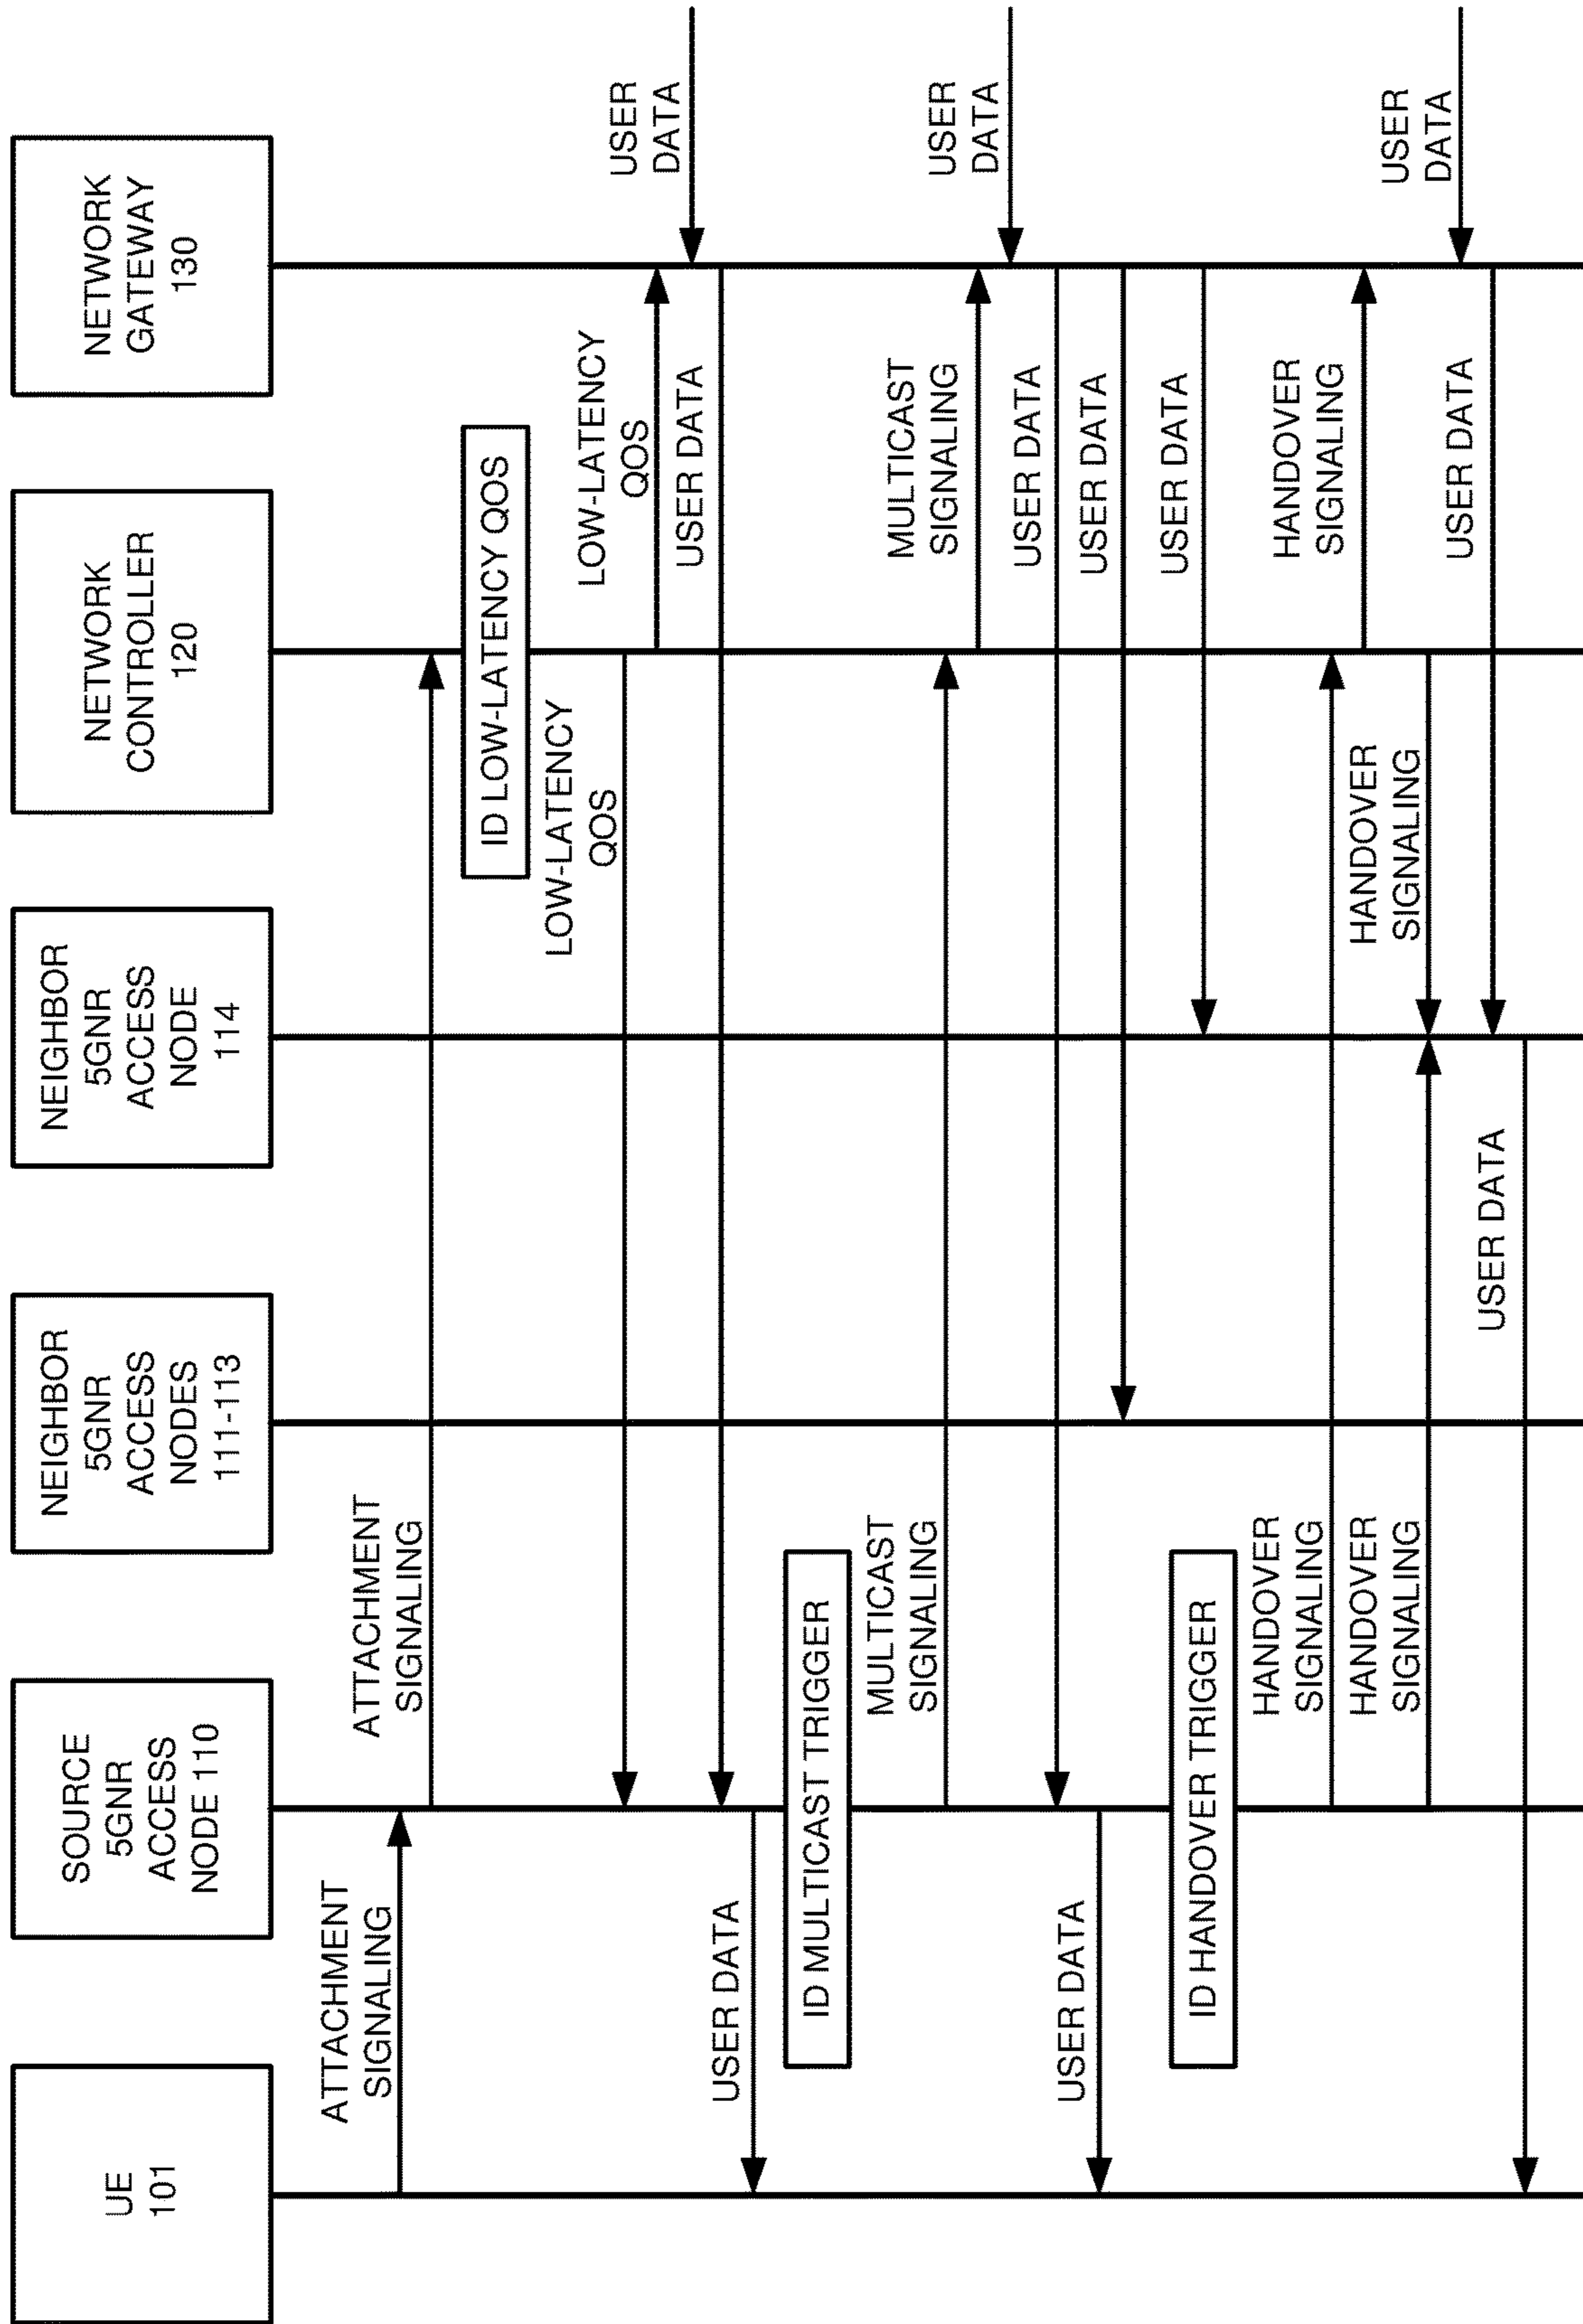 UE
101
SOURCE
5GNR
ACCESS
NODE 110
NEIGHBOR
5GNR
ACCESS
NODES
111-113
NEIGHBOR
5GNR
ACCESS
NODE
114
NETWORK
CONTROLLER
120
NETWORK
GATEWAY
130
ATTACHMENT
SIGNALING
ATTACHMENT
SIGNALING
ID LOW-LATENCY QOS
LOW-LATENCY
QOS
LOW-LATENCY
QOS
USER
DATA
USER DATA
USER DATA
ID MULTICAST TRIGGER
MULTICAST
SIGNALING
MULTICAST
SIGNALING
USER
DATA
USER DATA
USER DATA
USER DATA
USER DATA
ID HANDOVER TRIGGER
HANDOVER
SIGNALING
HANDOVER
SIGNALING
HANDOVER
SIGNALING
HANDOVER
SIGNALING
USER
DATA
USER DATA
USER DATA